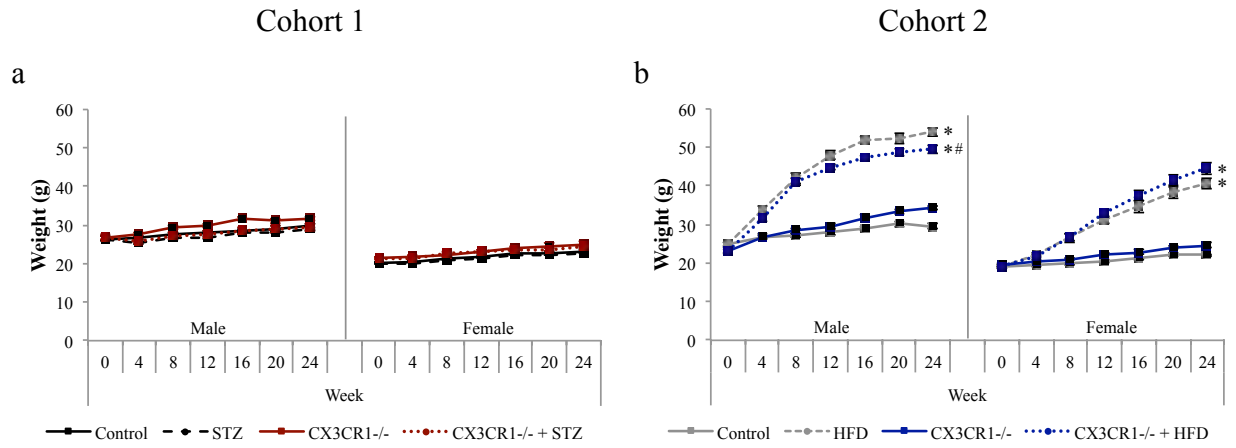 Cohort 1
Cohort 2
a
b
Weight (g)
60
50
40
30
20
10
0
Male
Female
0 4 8 12 16 20 24 0 4 8 12 16 20 24
Week
Control STZ CX3CR1-/- CX3CR1-/- + STZ
Weight (g)
60
50
40
30
20
10
0
*
*#
*
*
Male
Female
0 4 8 12 16 20 24 0 4 8 12 16 20 24
Week
Control HFD CX3CR1-/- CX3CR1-/- + HFD